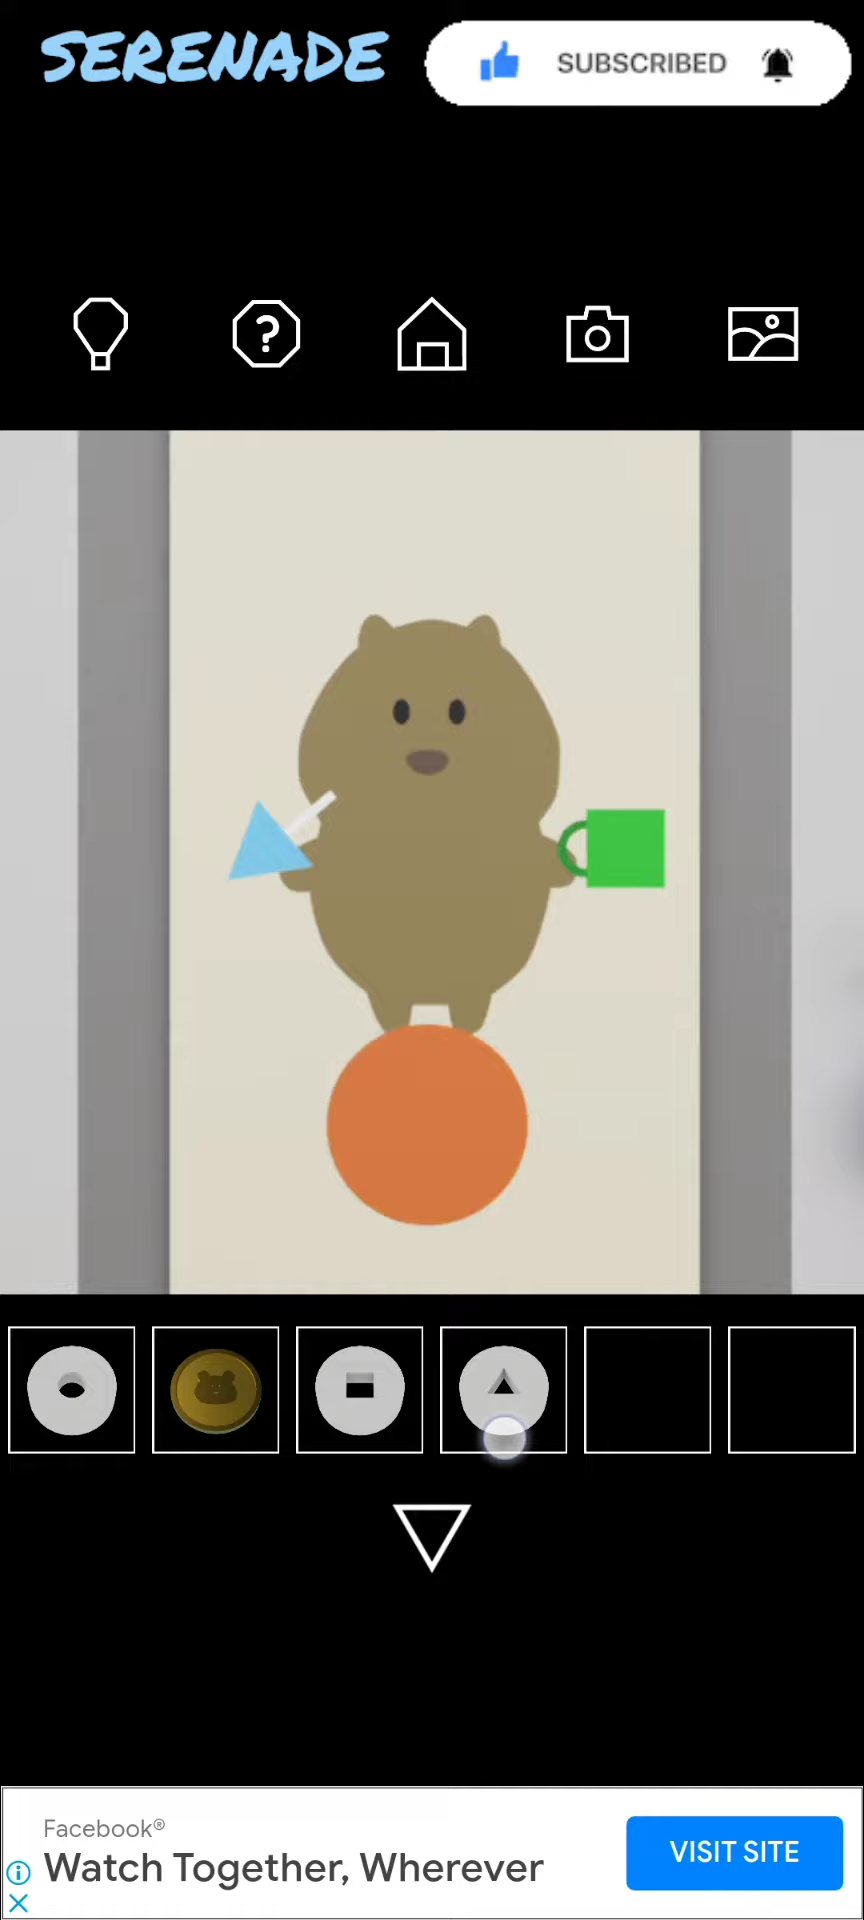 SERENADE
SUBSCRIBED
?
Facebook®
Watch Together, Wherever
VISIT SITE